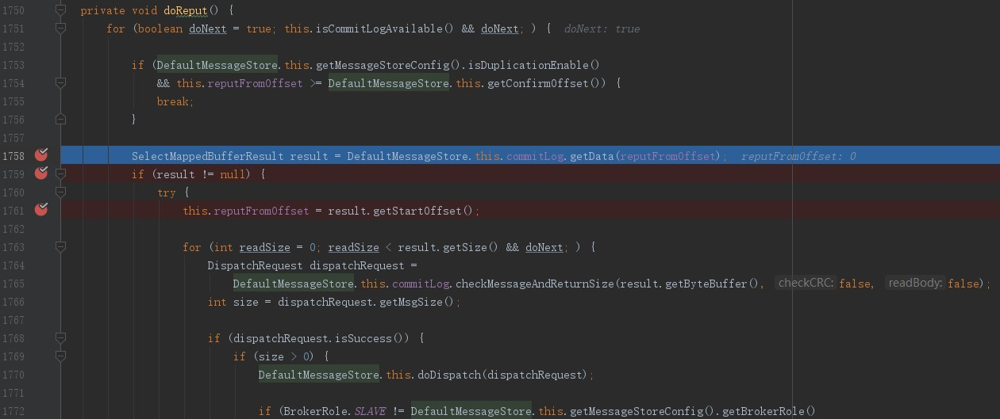 1750 private void doReput() {
1751 for (boolean doNext = true; this.isCommitLogAvailable() && doNext; ) { doNext: true
1752
1753 if (DefaultMessageStore.this.getMessageStoreConfig().isDuplicationEnable()
1754 && this.reputFromOffset >= DefaultMessageStore.this.getConfirmOffset()) {
1755 break;
1756 }
1757
1758 SelectMappedBufferResult result = DefaultMessageStore.this.commitLog.getData(reputFromOffset); reputFromOffset: 0
1759 if (result != null) {
1760 try {
1761 this.reputFromOffset = result.getStartOffset();
1762
1763 for (int readSize = 0; readSize < result.getSize() && doNext; ) {
1764 DispatchRequest dispatchRequest =
1765 DefaultMessageStore.this.commitLog.checkMessageAndReturnSize(result.getByteBuffer(), checkCRC: false, readBody: false);
1766 int size = dispatchRequest.getMsgSize();
1767
1768 if (dispatchRequest.isSuccess()) {
1769 if (size > 0) {
1770 DefaultMessageStore.this.doDispatch(dispatchRequest);
1771
1772 if (BrokerRole.SLAVE != DefaultMessageStore.this.getMessageStoreConfig().getBrokerRole()